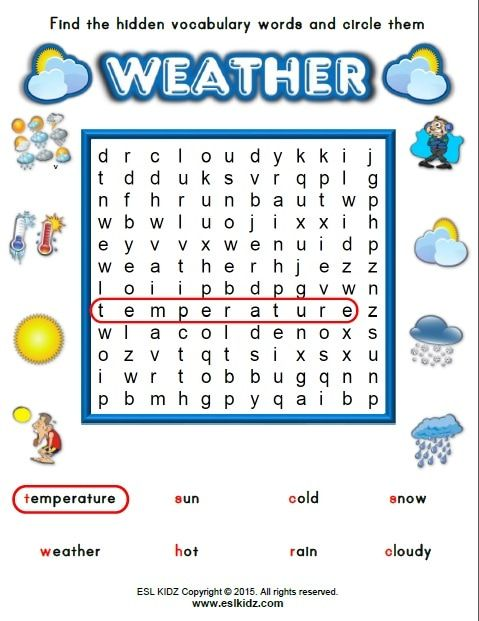 Find the hidden vocabulary words and circle them
WEATHER
d r c l o u d y k k i j
t d d u k s v r q p l g
n f h r u n b a u t w p
w b w l u o j i x x i h
e y v v x w e n u i d p
w e a t h e r h j e z z
l o i i p b d p g v w n
t e m p e r a t u r e z
w l a c o l d e n o x s
o z v t q t s i x s x u
i w r t o b b u g q n n
p b m h g p y q a i b p
v
temperature sun cold snow
weather hot rain cloudy
ESL KIDZ Copyright © 2015. All rights reserved.
www.eslkidz.com